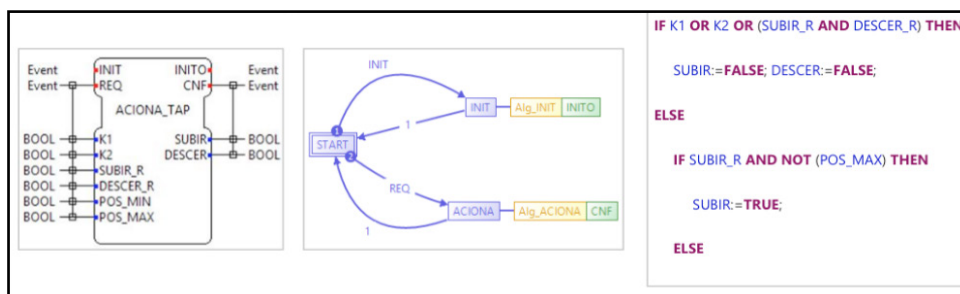 Event INIT INITO Event
Event REQ CNF Event
ACIONA_TAP
BOOL K1 SUBIR BOOL
BOOL K2 DESCER BOOL
BOOL SUBIR_R
BOOL DESCER_R
BOOL POS_MIN
BOOL POS_MAX
INIT
INIT Alg_INIT INITO
1
1
START
2
REQ
ACIONA Alg_ACIONA CNF
1
IF K1 OR K2 OR (SUBIR_R AND DESCER_R) THEN
SUBIR:=FALSE; DESCER:=FALSE;
ELSE
IF SUBIR_R AND NOT (POS_MAX) THEN
SUBIR:=TRUE;
ELSE